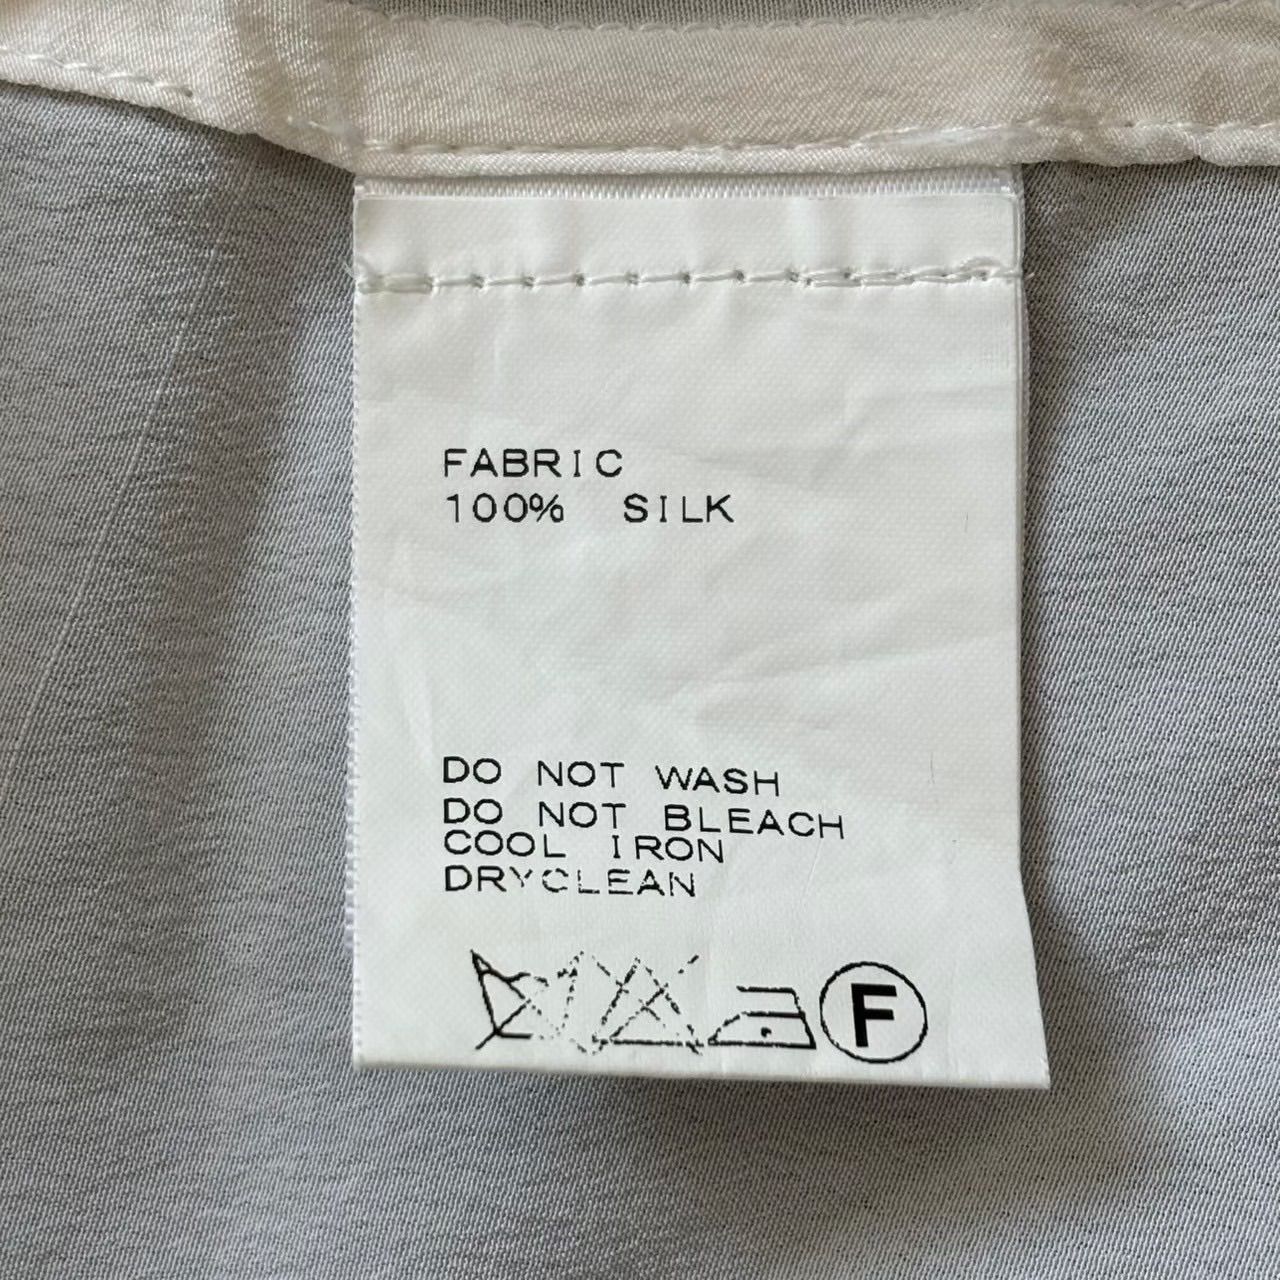 FABRIC
100% SILK
DO NOT WASH
DO NOT BLEACH
COOL IRON
DRYCLEAN
F